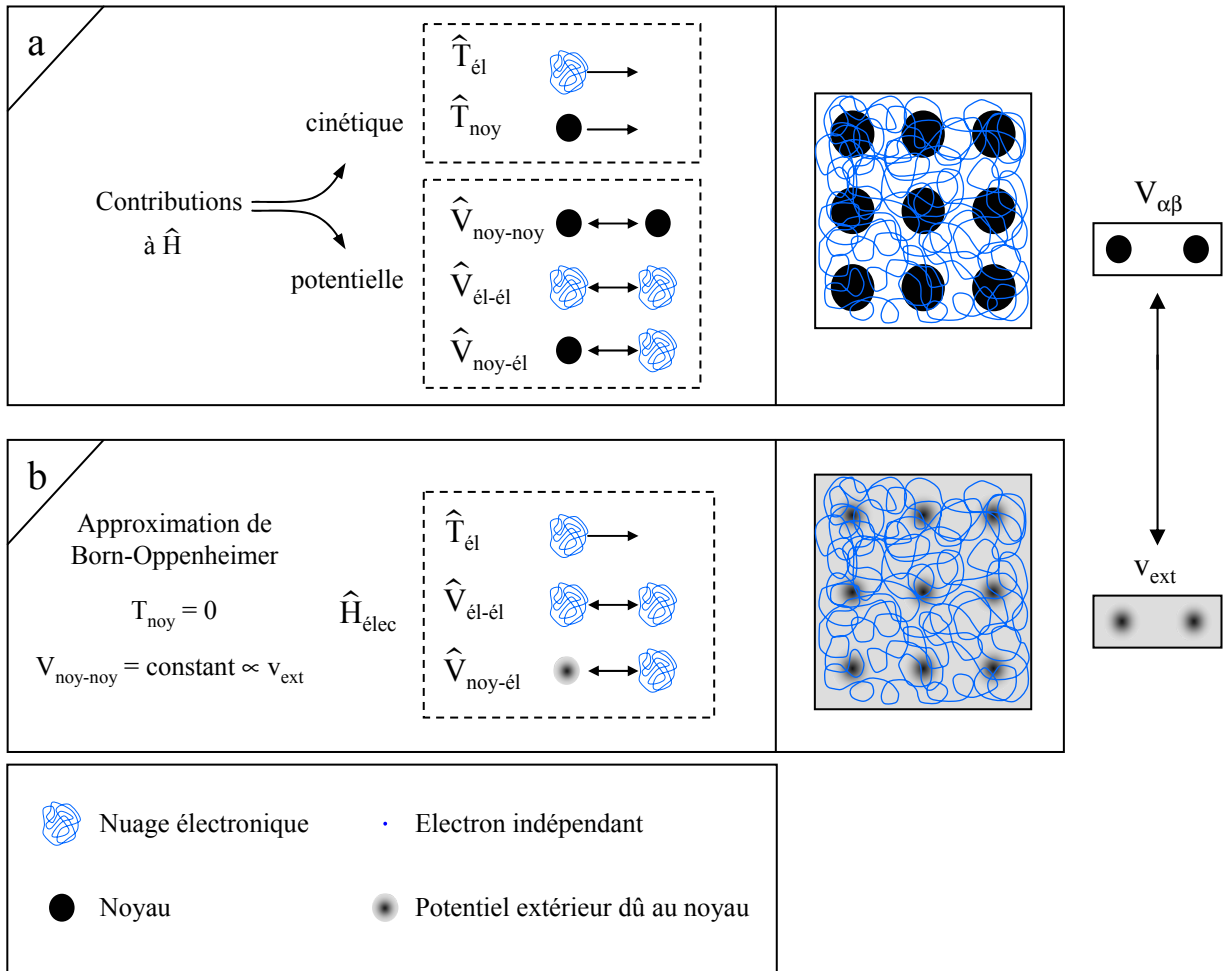 a
cinétique
Contributions
à Ĥ
potentielle
T̂él
T̂noy
V̂noy-noy
V̂él-él
V̂noy-él
Vαβ
b
Approximation de
Born-Oppenheimer
Tnoy = 0
Vnoy-noy = constant ∝ vext
Ĥélec
T̂él
V̂él-él
V̂noy-él
vext
Nuage électronique
Electron indépendant
Noyau
Potentiel extérieur dû au noyau